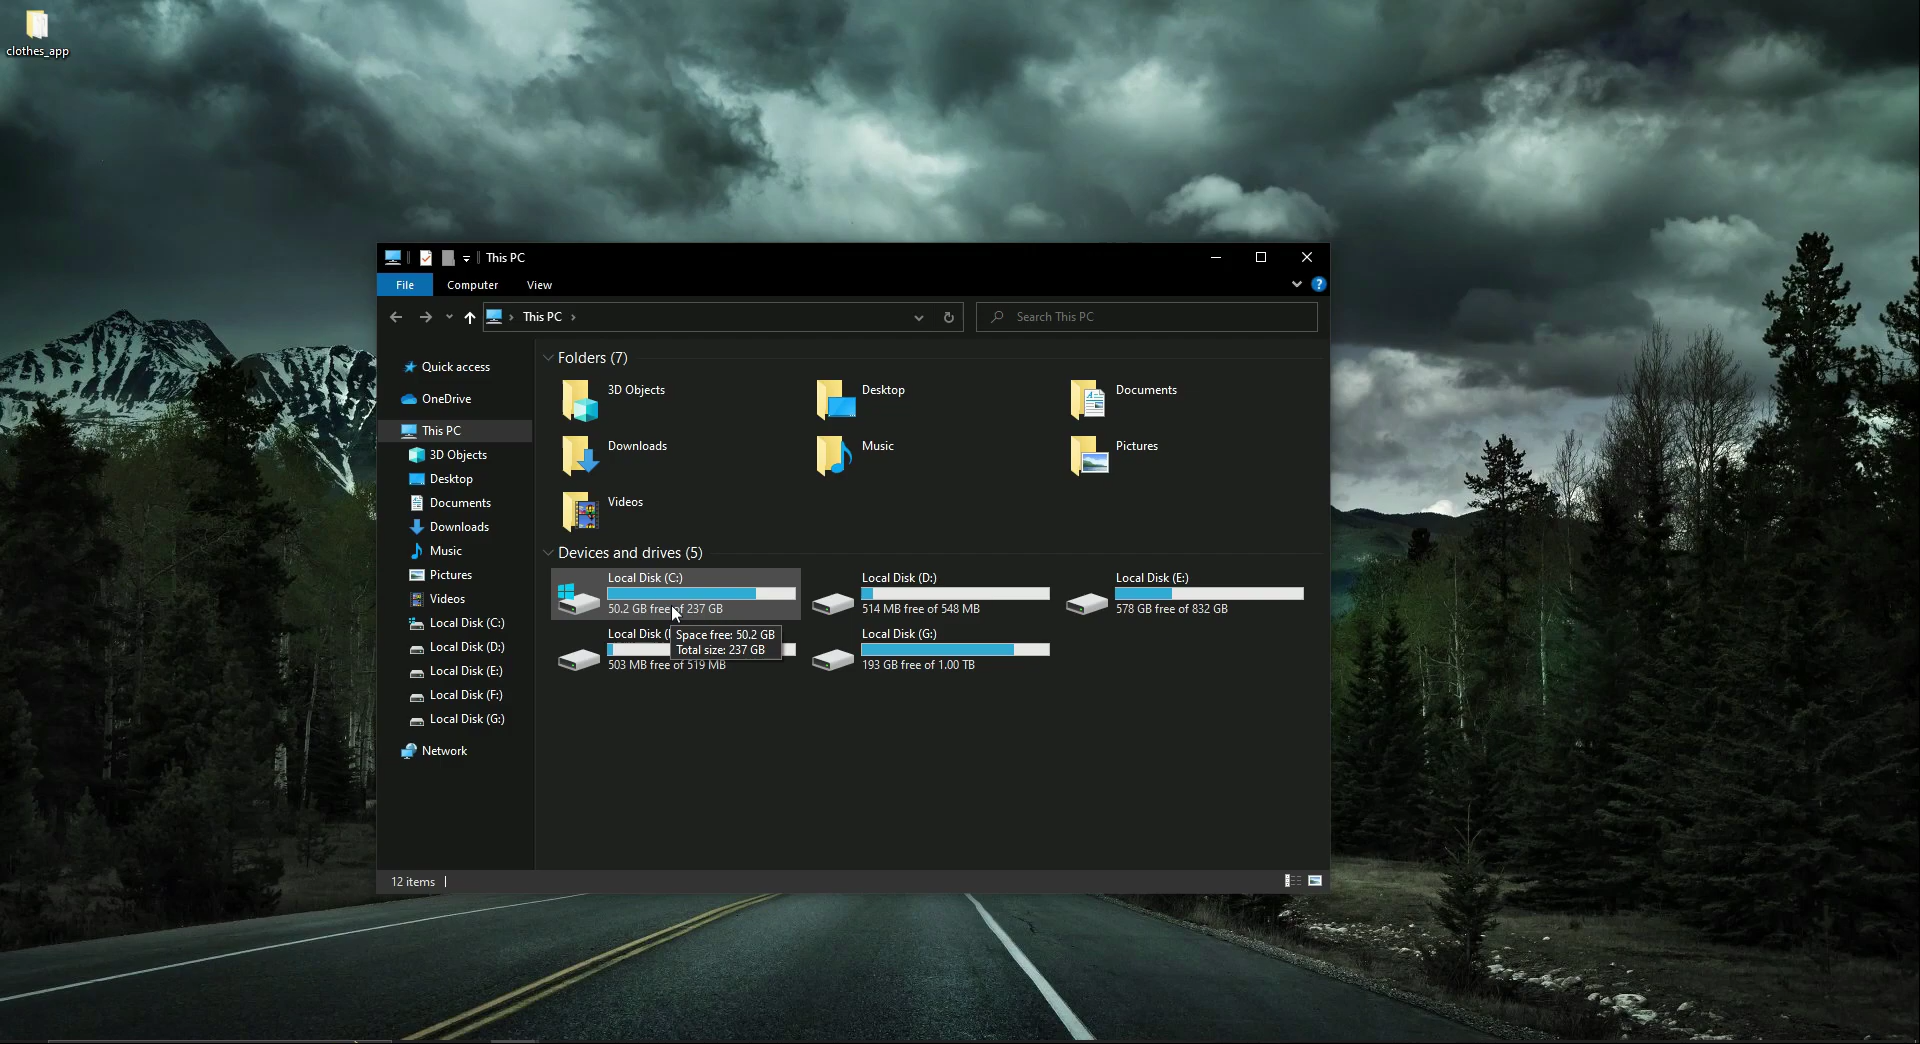 clothes_app
This PC
File
Computer
View
This PC
Search This PC
Quick access
OneDrive
This PC
3D Objects
Desktop
Documents
Downloads
Music
Pictures
Videos
Local Disk (C:)
Local Disk (D:)
Local Disk (E:)
Local Disk (F:)
Local Disk (G:)
Network
Folders (7)
3D Objects
Desktop
Documents
Downloads
Music
Pictures
Videos
Devices and drives (5)
Local Disk (C:)
50.2 GB free of 237 GB
Local Disk (D:)
514 MB free of 548 MB
Local Disk (E:)
578 GB free of 832 GB
Local Disk
503 MB free of 519 MB
Local Disk (G:)
193 GB free of 1.00 TB
Space free: 50.2 GB
Total size: 237 GB
12 items